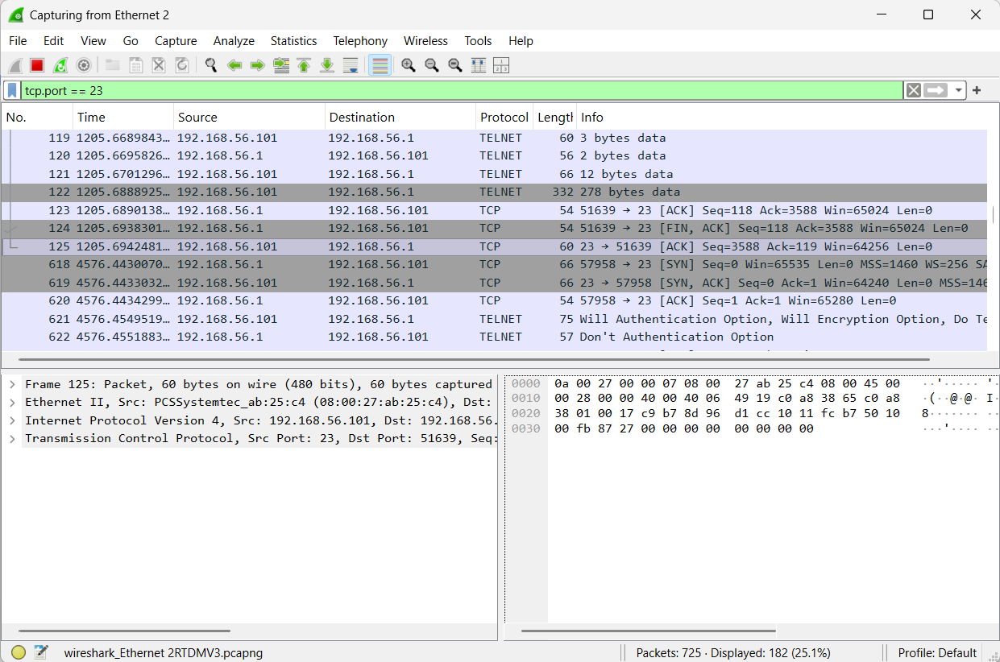 Capturing from Ethernet 2
File Edit View Go Capture Analyze Statistics Telephony Wireless Tools Help
tcp.port == 23
No. Time Source Destination Protocol Lengtl Info
119 1205.6689843… 192.168.56.101 192.168.56.1 TELNET 60 3 bytes data
120 1205.6695826… 192.168.56.1 192.168.56.101 TELNET 56 2 bytes data
121 1205.6701296… 192.168.56.101 192.168.56.1 TELNET 66 12 bytes data
122 1205.6888925… 192.168.56.101 192.168.56.1 TELNET 332 278 bytes data
123 1205.6890138… 192.168.56.1 192.168.56.101 TCP 54 51639 → 23 [ACK] Seq=118 Ack=3588 Win=65024 Len=0
124 1205.6938301… 192.168.56.1 192.168.56.101 TCP 54 51639 → 23 [FIN, ACK] Seq=118 Ack=3588 Win=65024 Len=0
125 1205.6942481… 192.168.56.101 192.168.56.1 TCP 60 23 → 51639 [ACK] Seq=3588 Ack=119 Win=64256 Len=0
618 4576.4430070… 192.168.56.1 192.168.56.101 TCP 66 57958 → 23 [SYN] Seq=0 Win=65535 Len=0 MSS=1460 WS=256 SA
619 4576.4433032… 192.168.56.101 192.168.56.1 TCP 66 23 → 57958 [SYN, ACK] Seq=0 Ack=1 Win=64240 Len=0 MSS=146
620 4576.4434299… 192.168.56.1 192.168.56.101 TCP 54 57958 → 23 [ACK] Seq=1 Ack=1 Win=65280 Len=0
621 4576.4549519… 192.168.56.101 192.168.56.1 TELNET 75 Will Authentication Option, Will Encryption Option, Do Te
622 4576.4551883… 192.168.56.1 192.168.56.101 TELNET 57 Don't Authentication Option
Frame 125: Packet, 60 bytes on wire (480 bits), 60 bytes captured
Ethernet II, Src: PCSSystemtec_ab:25:c4 (08:00:27:ab:25:c4), Dst:
Internet Protocol Version 4, Src: 192.168.56.101, Dst: 192.168.56.
Transmission Control Protocol, Src Port: 23, Dst Port: 51639, Seq:
0000 0a 00 27 00 00 07 08 00 27 ab 25 c4 08 00 45 00 ··'····· '·
0010 00 28 00 00 40 00 40 06 49 19 c0 a8 38 65 c0 a8 ·(··@·@· I·
0020 38 01 00 17 c9 b7 8d 96 d1 cc 10 11 fc b7 50 10 8······· ··
0030 00 fb 87 27 00 00 00 00 00 00 00 00 ···'···· ··
wireshark_Ethernet 2RTDMV3.pcapng Packets: 725 · Displayed: 182 (25.1%) Profile: Default